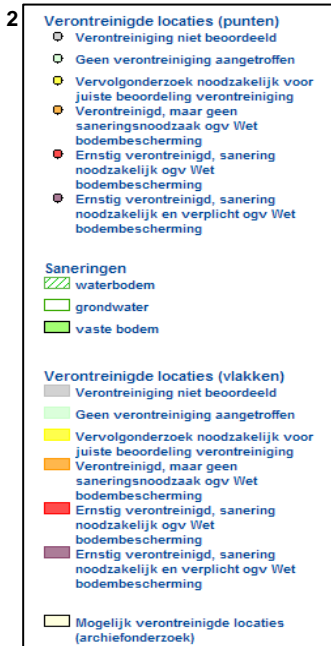 2
Verontreinigde locaties (punten)
Verontreiniging niet beoordeeld
Geen verontreiniging aangetroffen
Vervolgonderzoek noodzakelijk voor
juiste beoordeling verontreiniging
Verontreinigd, maar geen
saneringsnoodzaak ogv Wet
bodembescherming
Ernstig verontreinigd, sanering
noodzakelijk ogv Wet
bodembescherming
Ernstig verontreinigd, sanering
noodzakelijk en verplicht ogv Wet
bodembescherming
Saneringen
waterbodem
grondwater
vaste bodem
Verontreinigde locaties (vlakken)
Verontreiniging niet beoordeeld
Geen verontreiniging aangetroffen
Vervolgonderzoek noodzakelijk voor
juiste beoordeling verontreiniging
Verontreinigd, maar geen
saneringsnoodzaak ogv Wet
bodembescherming
Ernstig verontreinigd, sanering
noodzakelijk ogv Wet
bodembescherming
Ernstig verontreinigd, sanering
noodzakelijk en verplicht ogv Wet
bodembescherming
Mogelijk verontreinigde locaties
(archiefonderzoek)